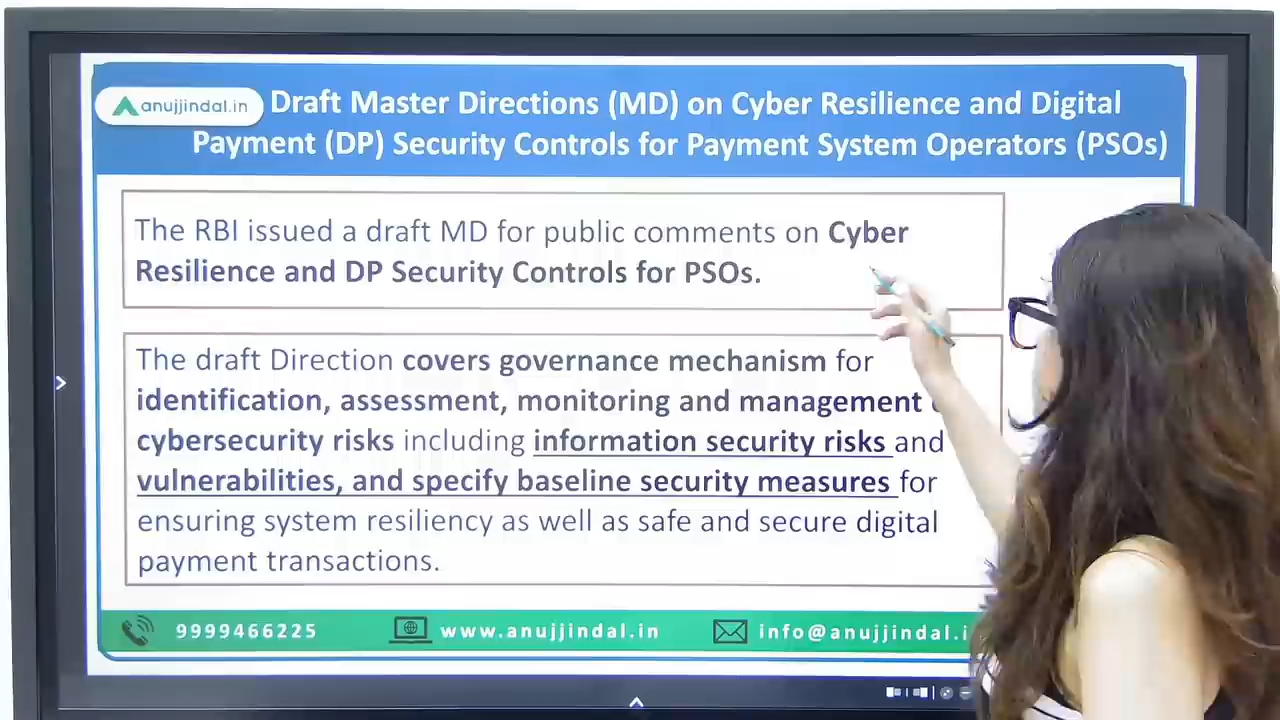 anujjindal.in
Draft Master Directions (MD) on Cyber Resilience and Digital
Payment (DP) Security Controls for Payment System Operators (PSOs)
The RBI issued a draft MD for public comments on Cyber
Resilience and DP Security Controls for PSOs.
The draft Direction covers governance mechanism for
identification, assessment, monitoring and management
cybersecurity risks including information security risks and
vulnerabilities, and specify baseline security measures for
ensuring system resiliency as well as safe and secure digital
payment transactions.
9999466225
www.anujjindal.in
info@anujjindal.i